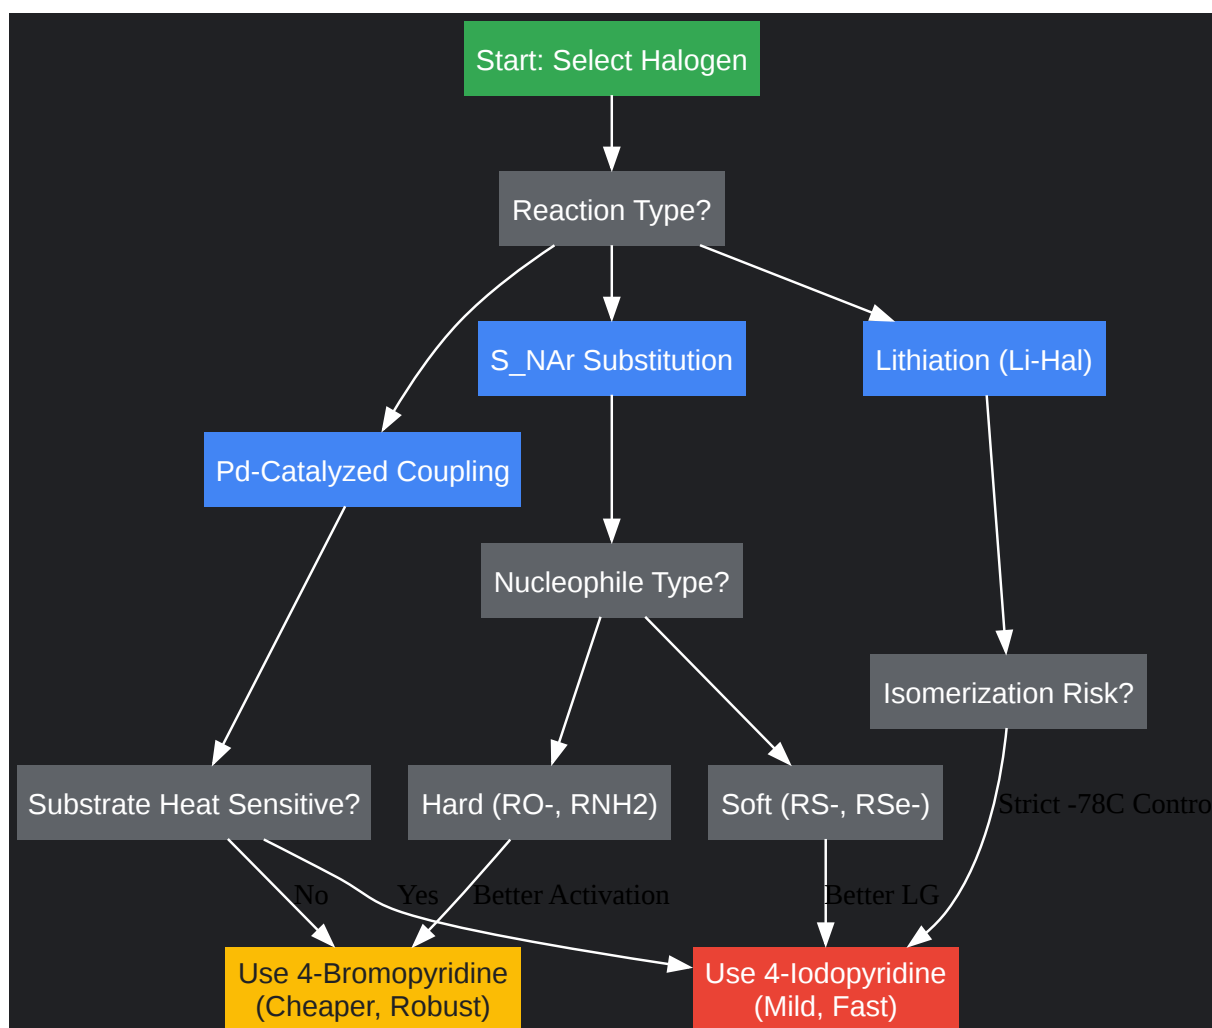 Start: Select Halogen
Reaction Type?
S_NAr Substitution
Lithiation (Li-Hal)
Pd-Catalyzed Coupling
Nucleophile Type?
Isomerization Risk?
Substrate Heat Sensitive?
Hard (RO-, RNH2)
Soft (RS-, RSe-)
Strict -78C Contro
No
Yes
Better Activation
Better LG
Use 4-Bromopyridine
(Cheaper, Robust)
Use 4-Iodopyridine
(Mild, Fast)